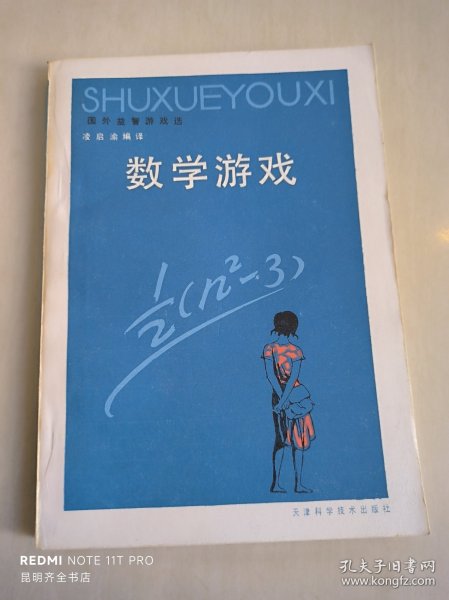 SHUXUEYOUXI
国外益智游戏选
凌启渝编译
数学游戏
1/2(n²-3)
天津科学技术出版社
REDMI NOTE 11T PRO
昆明齐全书店
孔夫子旧书网
www.kongfz.com